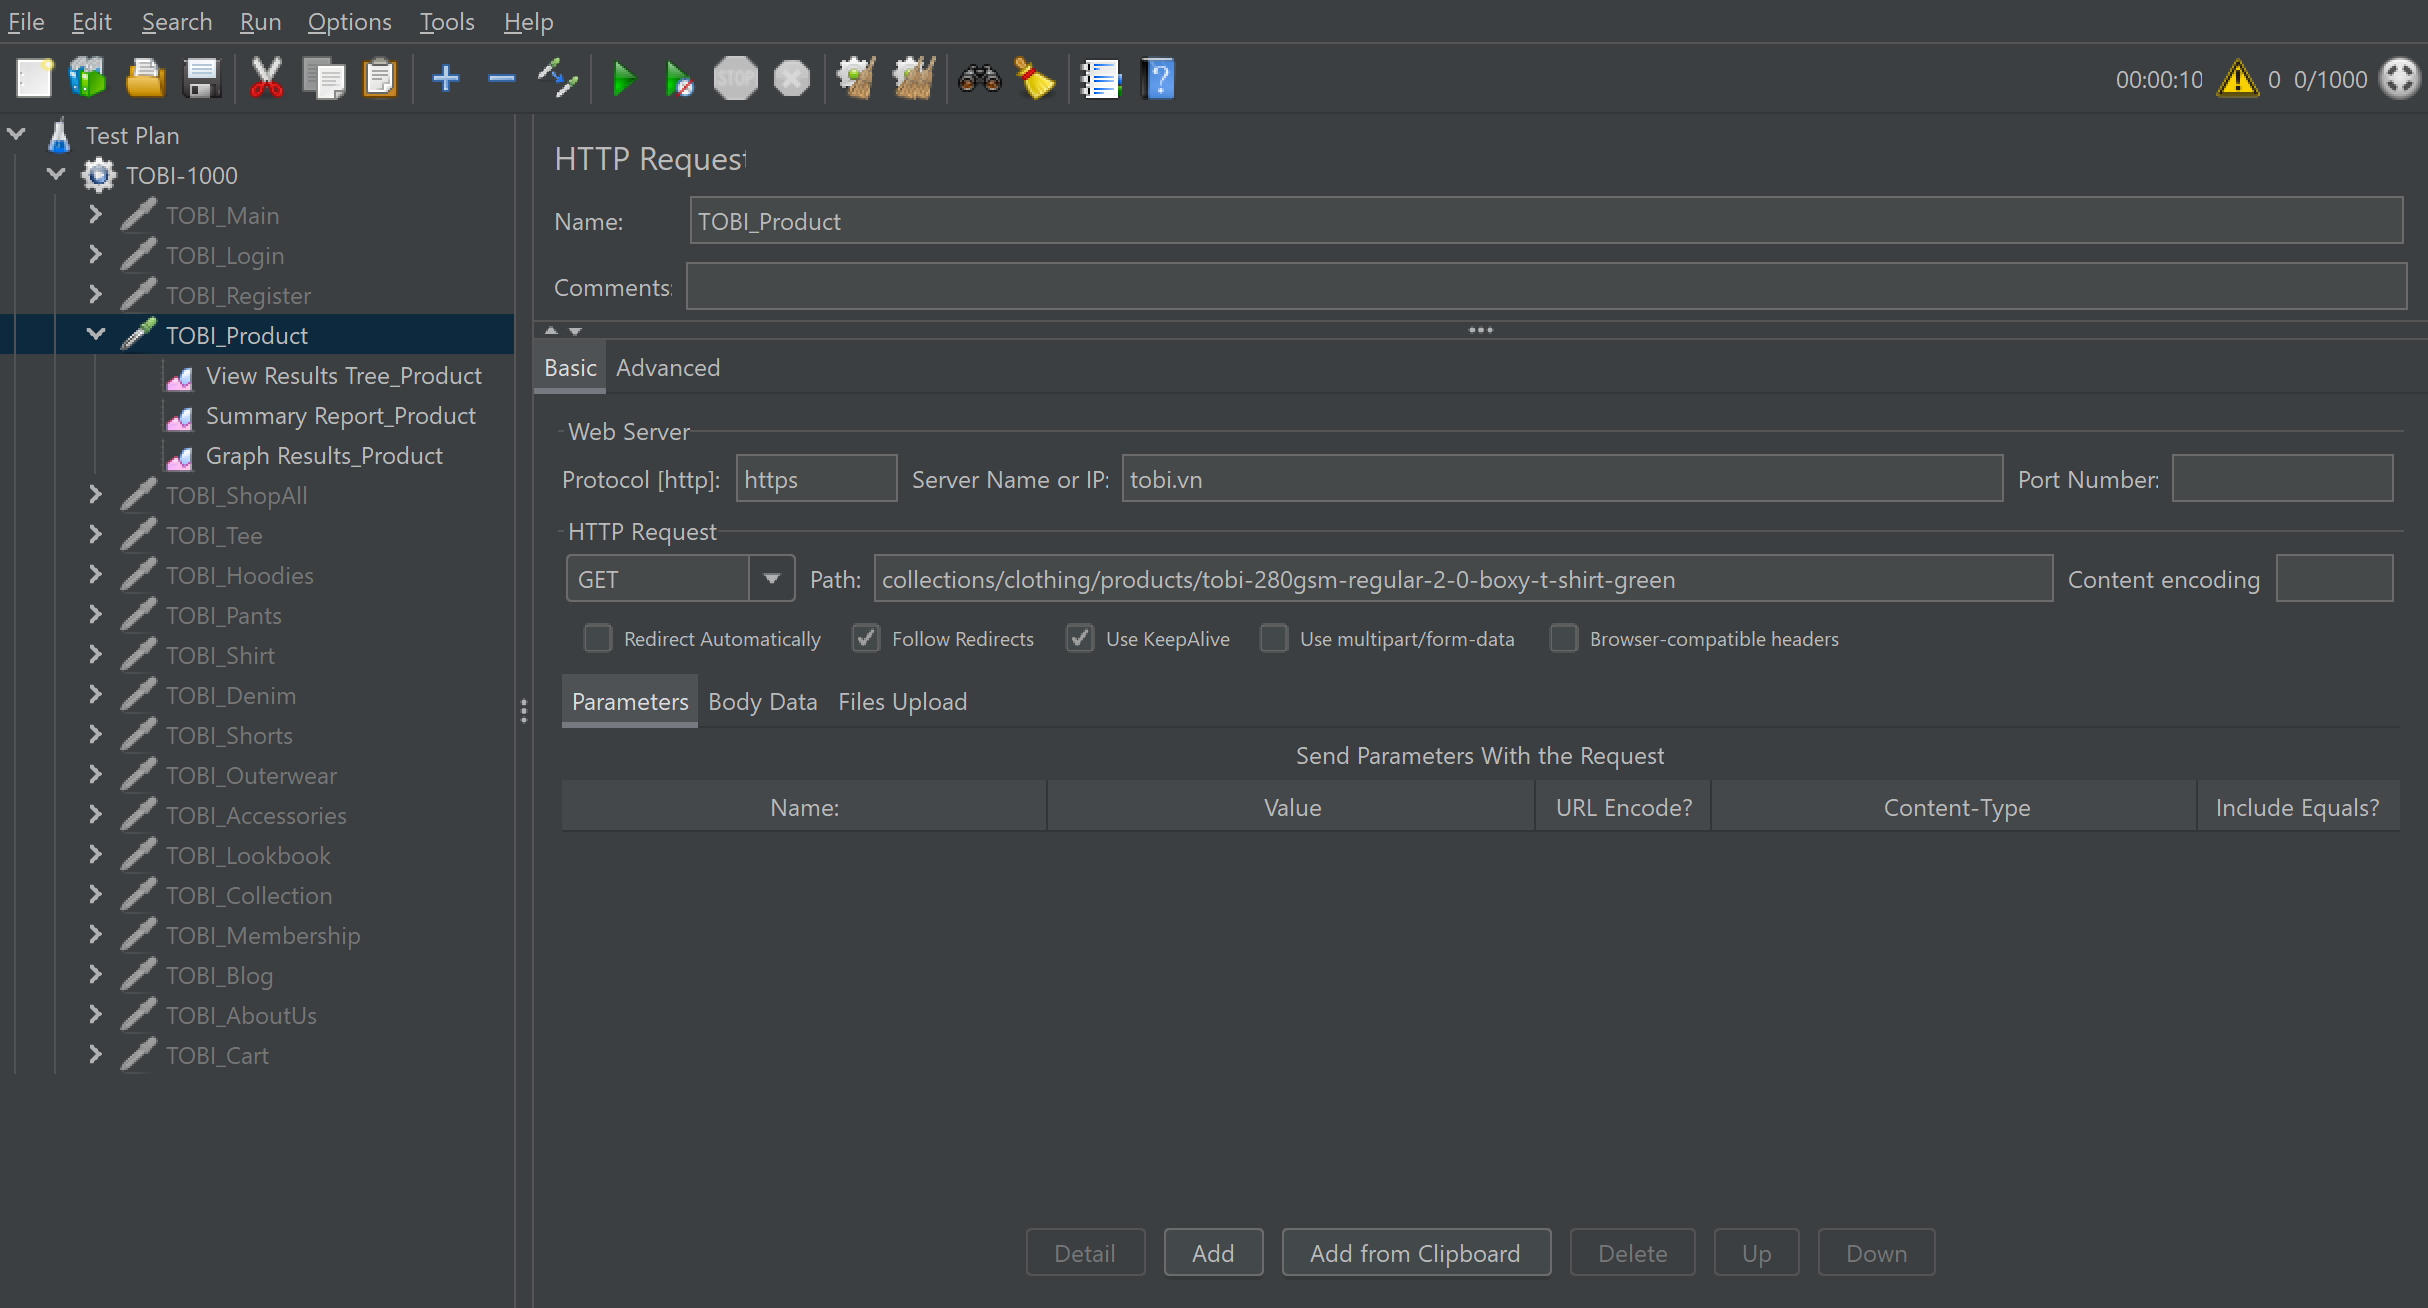 File Edit Search Run Options Tools Help
STOP 00:00:10 0 0/1000
Test Plan
TOBI-1000
TOBI_Main
TOBI_Login
TOBI_Register
TOBI_Product
View Results Tree_Product
Summary Report_Product
Graph Results_Product
TOBI_ShopAll
TOBI_Tee
TOBI_Hoodies
TOBI_Pants
TOBI_Shirt
TOBI_Denim
TOBI_Shorts
TOBI_Outerwear
TOBI_Accessories
TOBI_Lookbook
TOBI_Collection
TOBI_Membership
TOBI_Blog
TOBI_AboutUs
TOBI_Cart
HTTP Request
Name: TOBI_Product
Comments:
Basic Advanced
Web Server
Protocol [http]: https Server Name or IP: tobi.vn Port Number:
HTTP Request
GET Path: collections/clothing/products/tobi-280gsm-regular-2-0-boxy-t-shirt-green Content encoding
Redirect Automatically Follow Redirects Use KeepAlive Use multipart/form-data Browser-compatible headers
Parameters Body Data Files Upload
Send Parameters With the Request
Name: Value URL Encode? Content-Type Include Equals?
Detail Add Add from Clipboard Delete Up Down